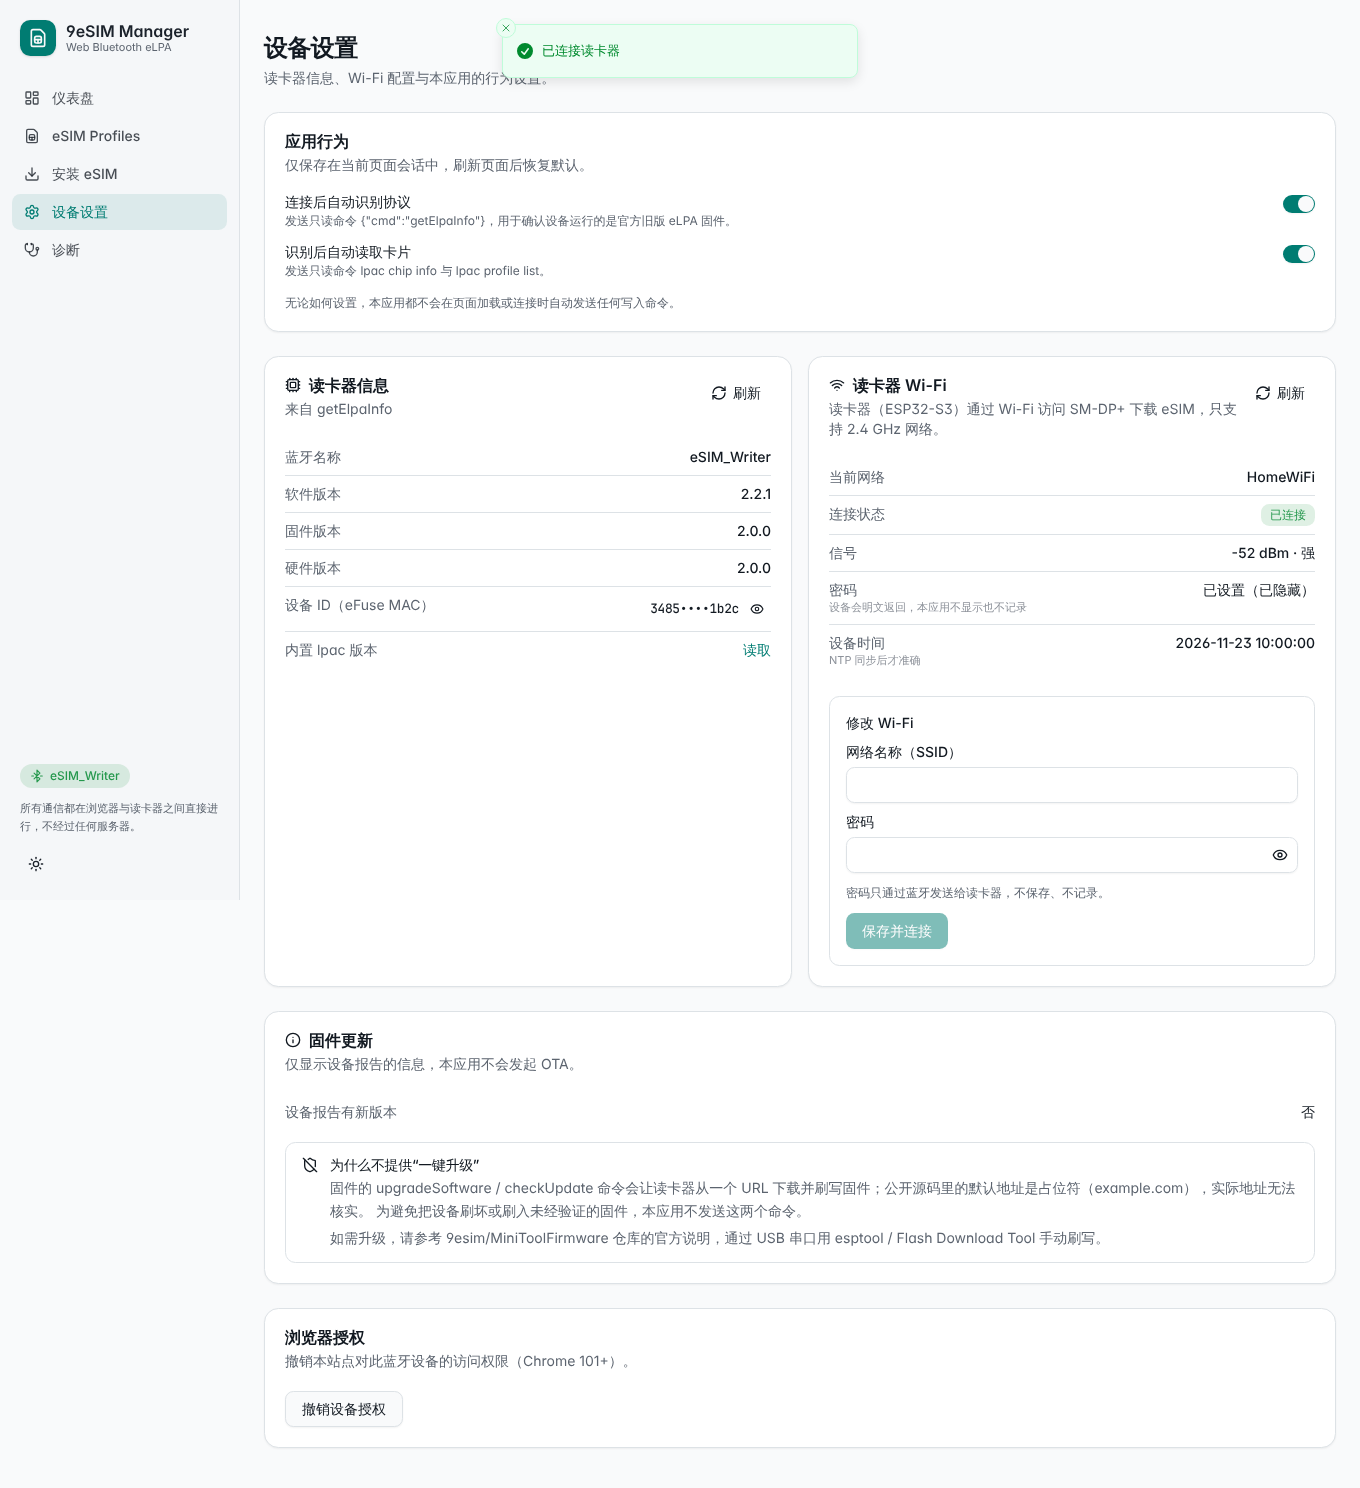 9eSIM Manager
Web Bluetooth eLPA
仪表盘
eSIM Profiles
安装 eSIM
设备设置
诊断
eSIM_Writer
所有通信都在浏览器与读卡器之间直接进
行，不经过任何服务器。
已连接读卡器
设备设置
读卡器信息、Wi-Fi 配置与本应用的行为设置。
应用行为
仅保存在当前页面会话中，刷新页面后恢复默认。
连接后自动识别协议
发送只读命令 {"cmd":"getElpaInfo"}，用于确认设备运行的是官方旧版 eLPA 固件。
识别后自动读取卡片
发送只读命令 lpac chip info 与 lpac profile list。
无论如何设置，本应用都不会在页面加载或连接时自动发送任何写入命令。
读卡器信息
刷新
来自 getElpaInfo
蓝牙名称 eSIM_Writer
软件版本 2.2.1
固件版本 2.0.0
硬件版本 2.0.0
设备 ID（eFuse MAC） 3485••••1b2c
内置 lpac 版本 读取
读卡器 Wi-Fi
刷新
读卡器（ESP32-S3）通过 Wi-Fi 访问 SM-DP+ 下载 eSIM，只支
持 2.4 GHz 网络。
当前网络 HomeWiFi
连接状态 已连接
信号 -52 dBm · 强
密码 已设置（已隐藏）
设备会明文返回，本应用不显示也不记录
设备时间 2026-11-23 10:00:00
NTP 同步后才准确
修改 Wi-Fi
网络名称（SSID）
密码
密码只通过蓝牙发送给读卡器，不保存、不记录。
保存并连接
固件更新
仅显示设备报告的信息，本应用不会发起 OTA。
设备报告有新版本 否
为什么不提供“一键升级”
固件的 upgradeSoftware / checkUpdate 命令会让读卡器从一个 URL 下载并刷写固件；公开源码里的默认地址是占位符（example.com），实际地址无法
核实。 为避免把设备刷坏或刷入未经验证的固件，本应用不发送这两个命令。
如需升级，请参考 9esim/MiniToolFirmware 仓库的官方说明，通过 USB 串口用 esptool / Flash Download Tool 手动刷写。
浏览器授权
撤销本站点对此蓝牙设备的访问权限（Chrome 101+）。
撤销设备授权